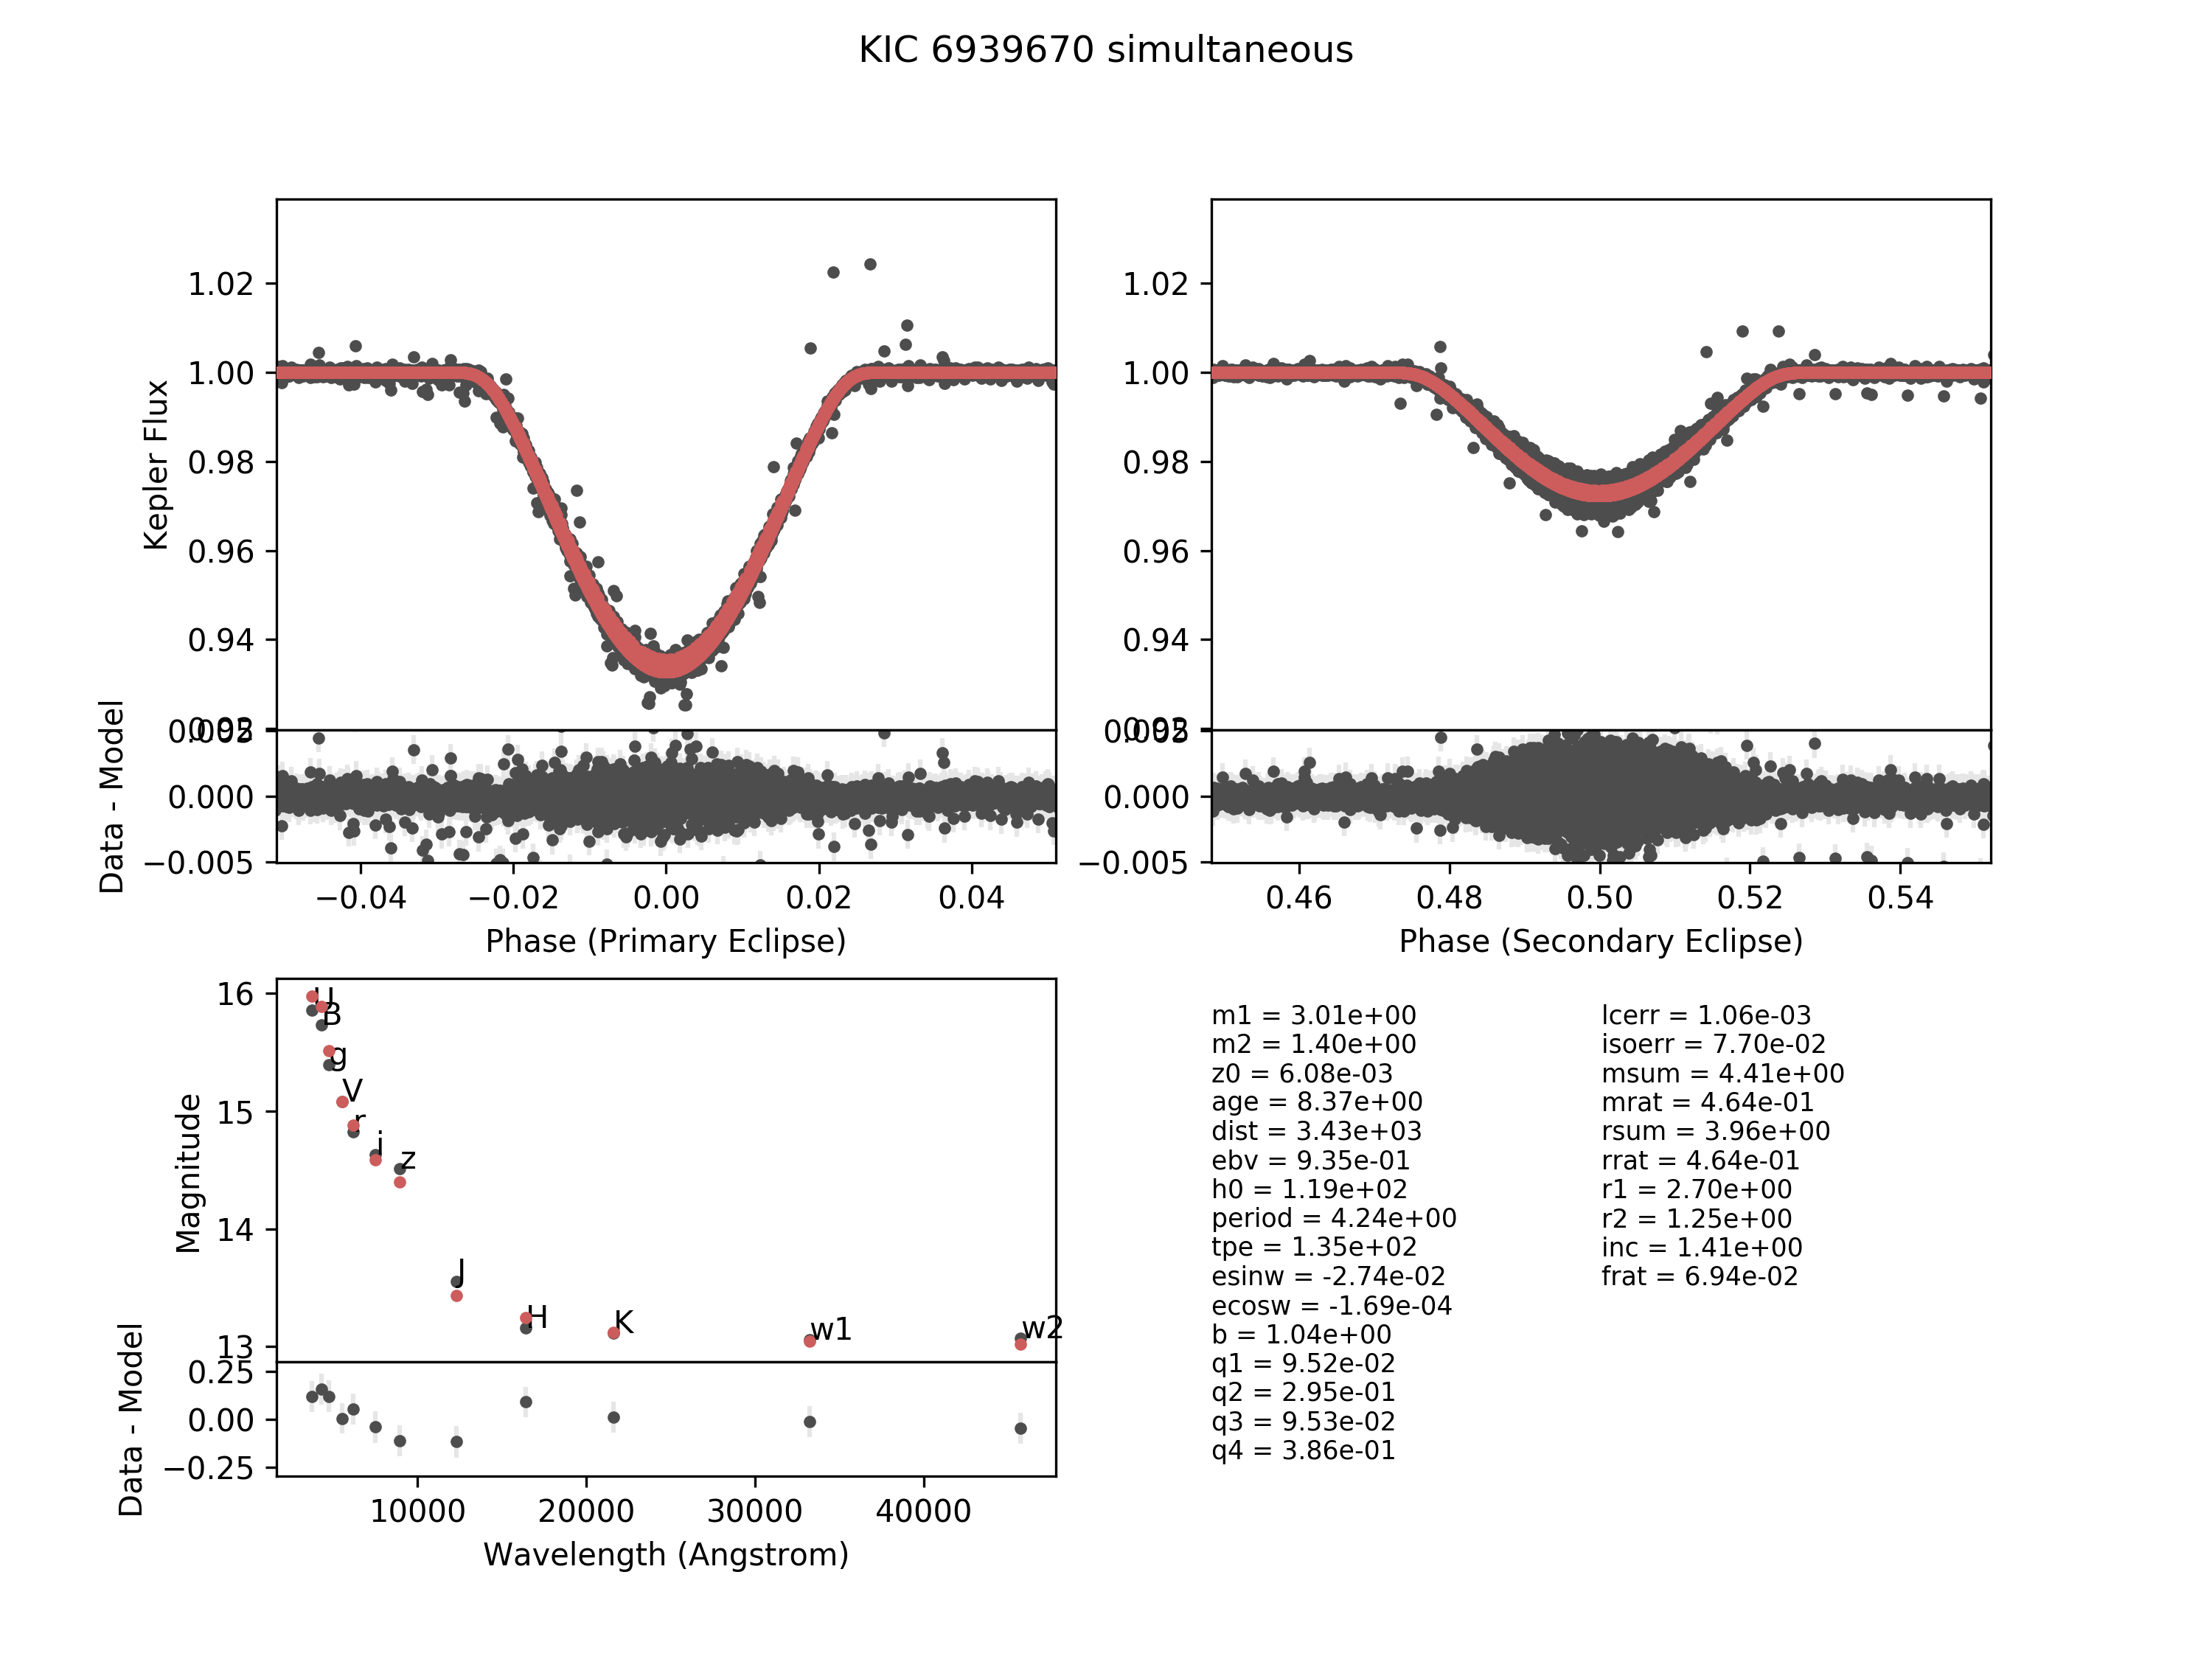 KIC 6939670 simultaneous
Kepler Flux
1.02
1.00
0.98
0.96
0.94
0.92
1.02
1.00
0.98
0.96
0.94
0.92
Data - Model
0.005
0.000
−0.005
0.005
0.000
−0.005
−0.04 −0.02 0.00 0.02 0.04
0.46 0.48 0.50 0.52 0.54
Phase (Primary Eclipse)
Phase (Secondary Eclipse)
Magnitude
16
15
14
13
U
B
g
V
r
i
z
J
H
K
w1
w2
Data - Model
0.25
0.00
−0.25
10000 20000 30000 40000
Wavelength (Angstrom)
m1 = 3.01e+00
m2 = 1.40e+00
z0 = 6.08e-03
age = 8.37e+00
dist = 3.43e+03
ebv = 9.35e-01
h0 = 1.19e+02
period = 4.24e+00
tpe = 1.35e+02
esinw = -2.74e-02
ecosw = -1.69e-04
b = 1.04e+00
q1 = 9.52e-02
q2 = 2.95e-01
q3 = 9.53e-02
q4 = 3.86e-01
lcerr = 1.06e-03
isoerr = 7.70e-02
msum = 4.41e+00
mrat = 4.64e-01
rsum = 3.96e+00
rrat = 4.64e-01
r1 = 2.70e+00
r2 = 1.25e+00
inc = 1.41e+00
frat = 6.94e-02